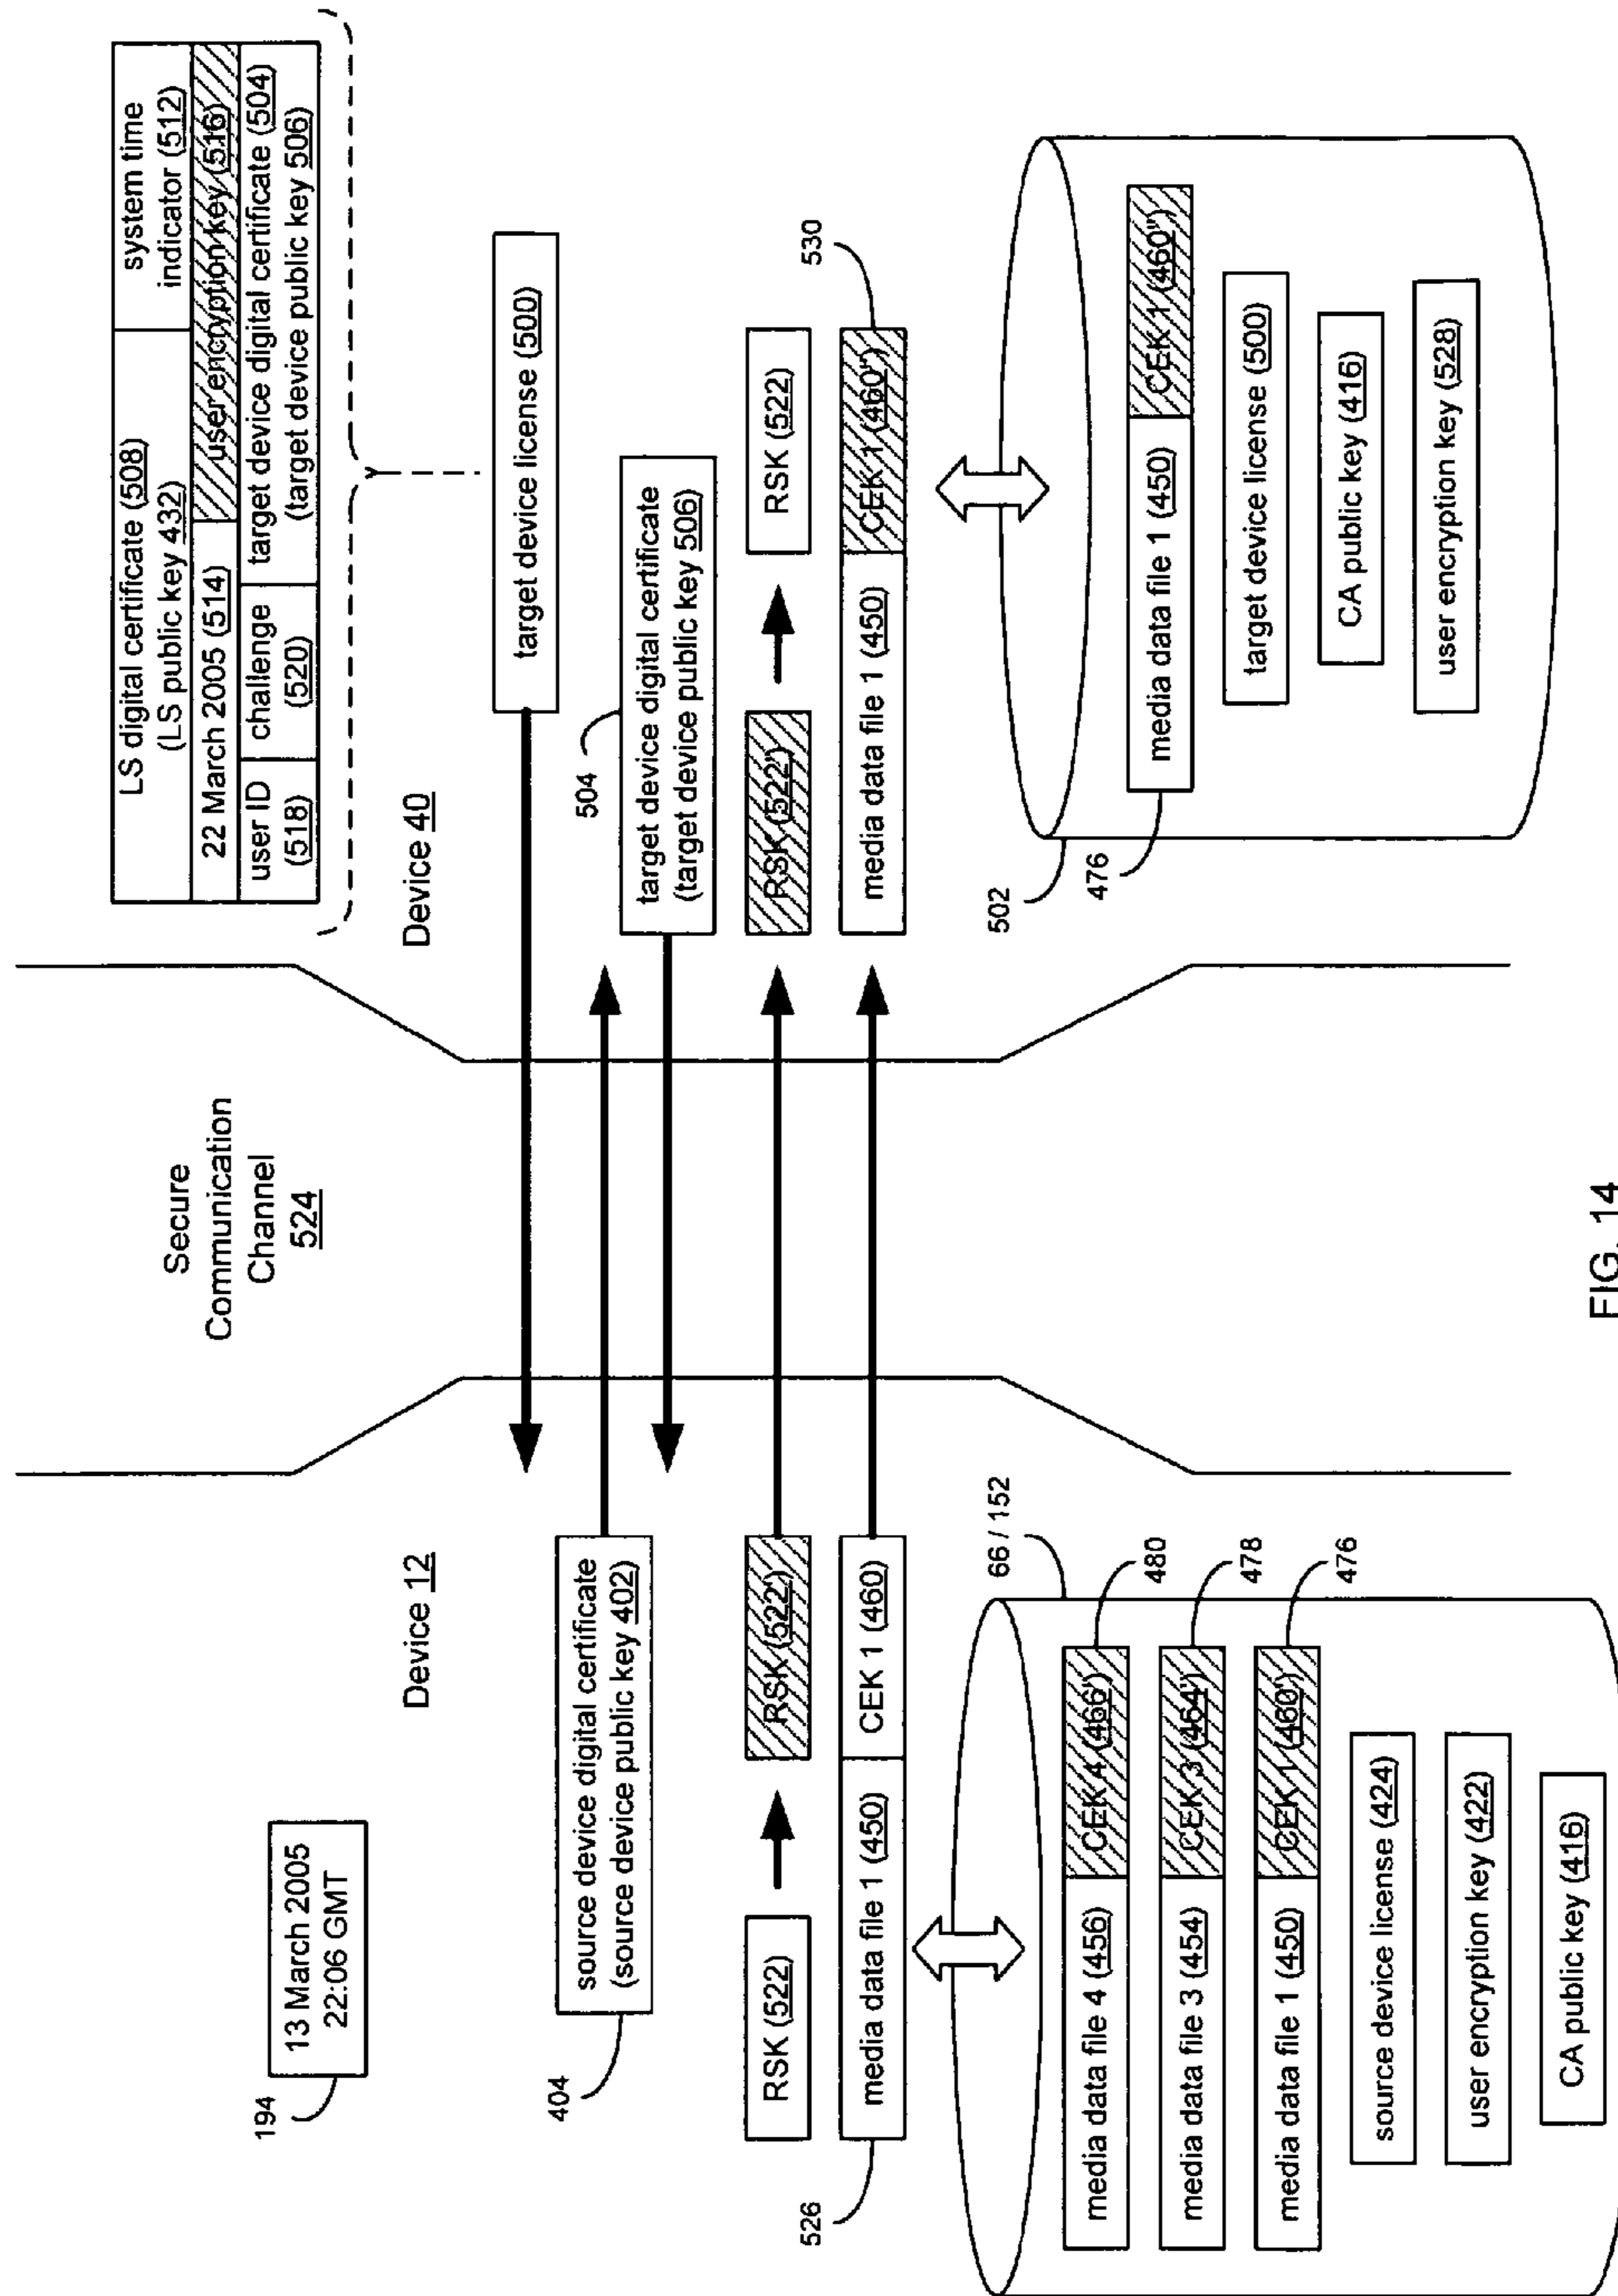 194
13 March 2005
22:06 GMT
Device 12
source device digital certificate
(source device public key 402)
404
RSK (522)
RSK (522')
media data file 1 (450)
CEK 1 (460)
526
66 / 152
media data file 4 (456)
CEK 4 (466")
480
media data file 3 (454)
CEK 3 (464")
478
media data file 1 (450)
CEK 1 (460")
476
source device license (424)
user encryption key (422)
CA public key (416)
Secure
Communication
Channel
524
LS digital certificate (508)
(LS public key 432)
system time
indicator (512)
22 March 2005 (514)
user encryption key (516)
user ID
(518)
challenge
(520)
target device digital certificate (504)
(target device public key 506)
Device 40
target device license (500)
504
target device digital certificate
(target device public key 506)
RSK (522')
RSK (522)
media data file 1 (450)
CEK 1 (460")
530
502
476
media data file 1 (450)
CEK 1 (460")
target device license (500)
CA public key (416)
user encryption key (528)
FIG. 14